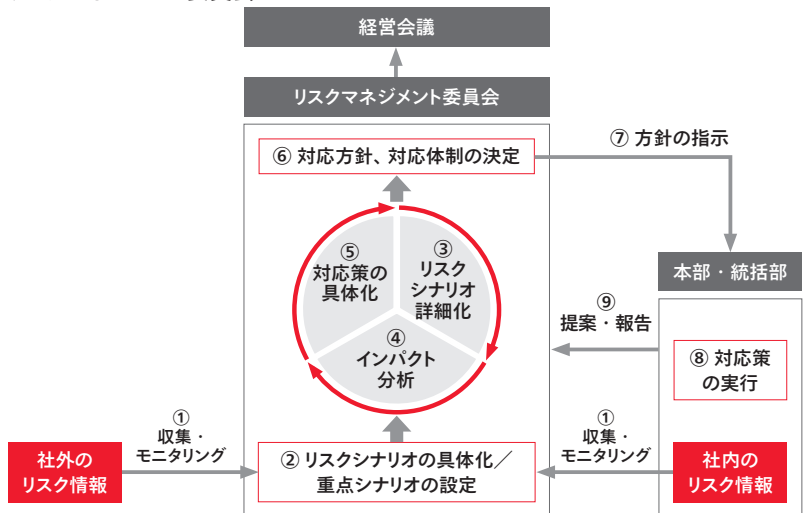 経営会議
リスクマネジメント委員会
⑥ 対応方針、対応体制の決定
⑦ 方針の指示
⑤
対応策の
具体化
③
リスク
シナリオ
詳細化
④
インパクト
分析
本部・統括部
⑨
提案・報告
⑧ 対応策
の実行
①
収集・
モニタリング
社外の
リスク情報
② リスクシナリオの具体化／
重点シナリオの設定
①
収集・
モニタリング
社内の
リスク情報